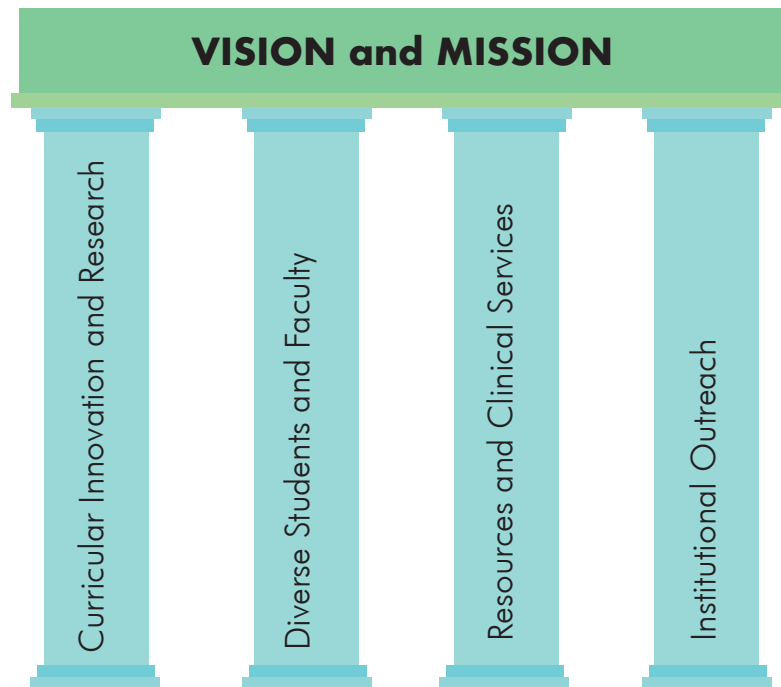 VISION and MISSION
Curricular Innovation and Research
Diverse Students and Faculty
Resources and Clinical Services
Institutional Outreach